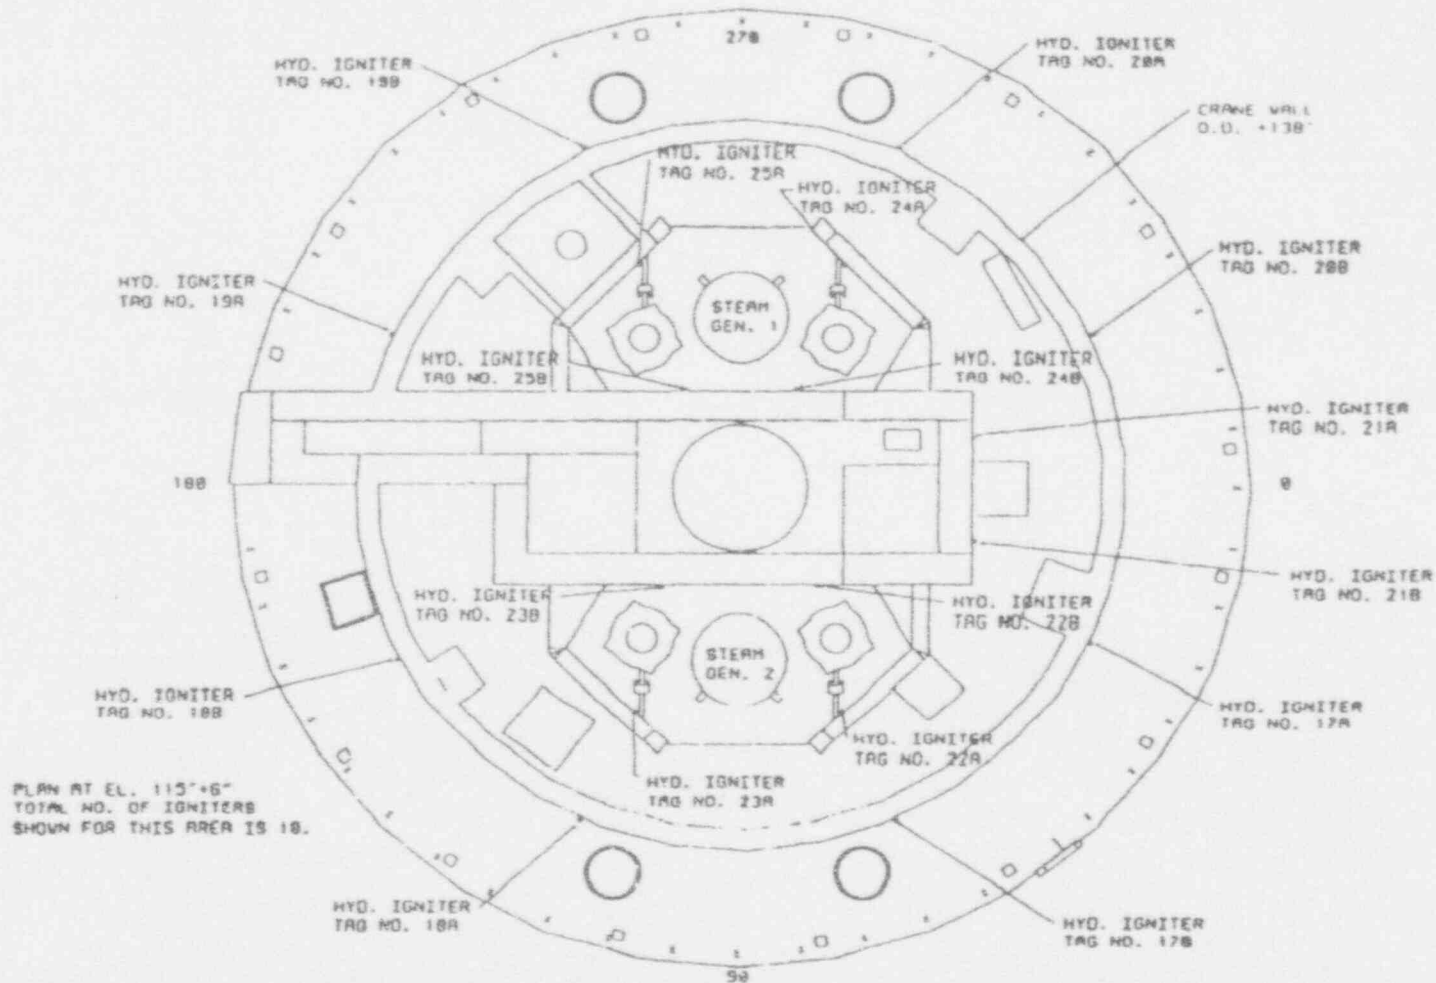 270
HYD. IGNITER
TAG NO. 19B
HYD. IGNITER
TAG NO. 20A
CRANE WALL
O.D. +138"
HYD. IGNITER
TAG NO. 25A
HYD. IGNITER
TAG NO. 24A
HYD. IGNITER
TAG NO. 19A
HYD. IGNITER
TAG NO. 20B
STEAM
GEN. 1
HYD. IGNITER
TAG NO. 25B
HYD. IGNITER
TAG NO. 24B
HYD. IGNITER
TAG NO. 21A
180
0
HYD. IGNITER
TAG NO. 23B
HYD. IGNITER
TAG NO. 22B
HYD. IGNITER
TAG NO. 21B
STEAM
GEN. 2
HYD. IGNITER
TAG NO. 18B
HYD. IGNITER
TAG NO. 17A
HYD. IGNITER
TAG NO. 22A
HYD. IGNITER
TAG NO. 23A
PLAN AT EL. 115"+6"
TOTAL NO. OF IGNITERS
SHOWN FOR THIS AREA IS 18.
HYD. IGNITER
TAG NO. 18A
HYD. IGNITER
TAG NO. 17B
90